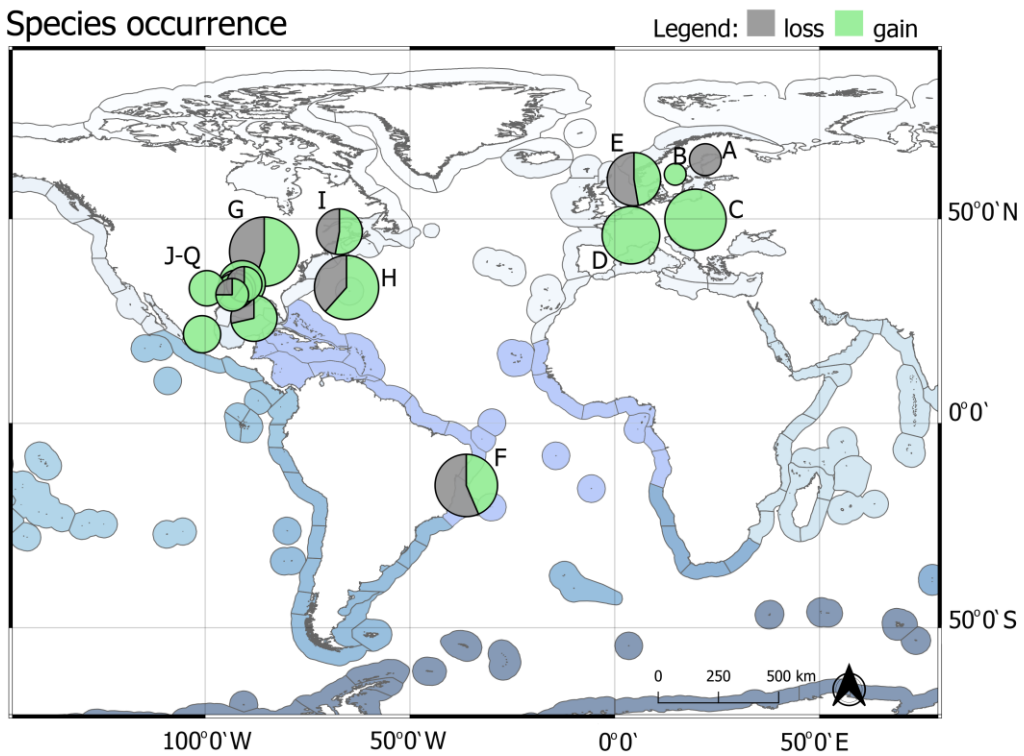 Species occurrence
Legend: loss gain
E
B
A
C
D
50°0‛N
I
G
J-Q
H
0°0‛
F
50°0‛S
0 250 500 km
100°0‛W 50°0‛W 0°0‛ 50°0‛E